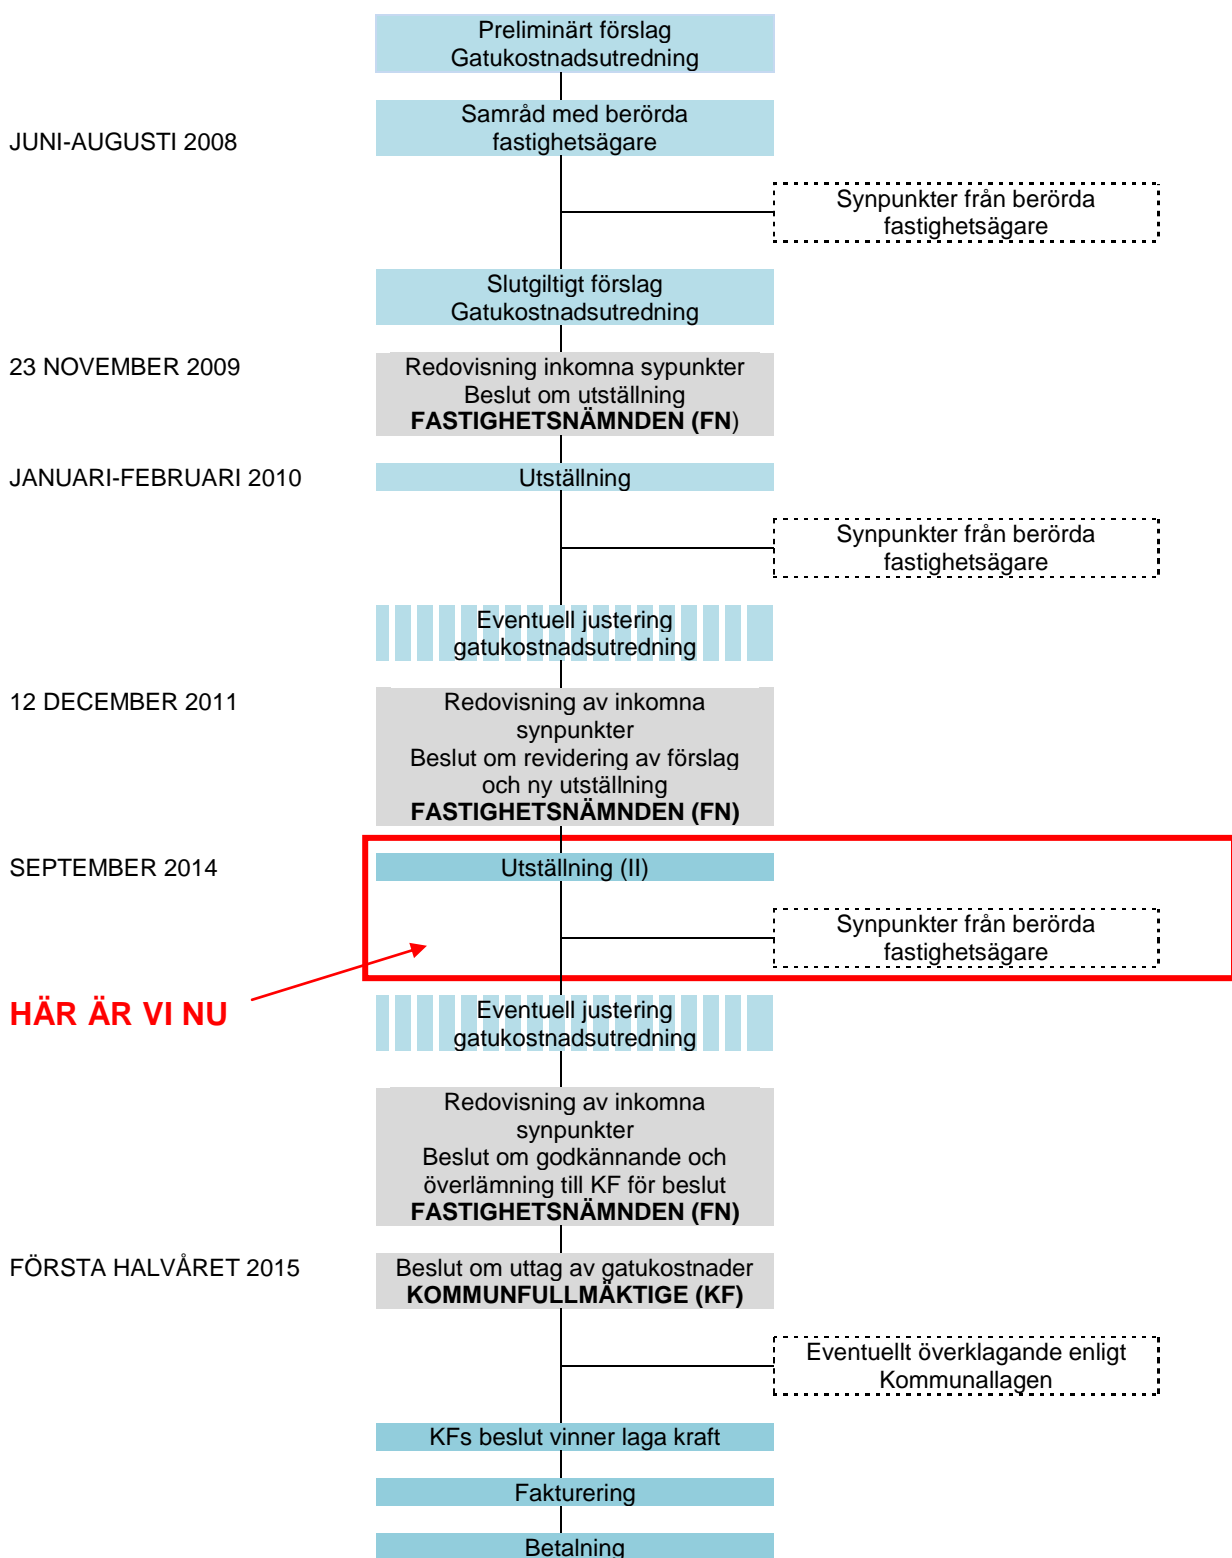 Preliminärt förslag
Gatukostnadsutredning
Samråd med berörda
fastighetsägare
JUNI-AUGUSTI 2008
Synpunkter från berörda
fastighetsägare
Slutgiltigt förslag
Gatukostnadsutredning
23 NOVEMBER 2009
Redovisning inkomna sypunkter
Beslut om utställning
FASTIGHETSNÄMNDEN (FN)
JANUARI-FEBRUARI 2010
Utställning
Synpunkter från berörda
fastighetsägare
Eventuell justering
gatukostnadsutredning
12 DECEMBER 2011
Redovisning av inkomna
synpunkter
Beslut om revidering av förslag
och ny utställning
FASTIGHETSNÄMNDEN (FN)
SEPTEMBER 2014
Utställning (II)
Synpunkter från berörda
fastighetsägare
HÄR ÄR VI NU
Eventuell justering
gatukostnadsutredning
Redovisning av inkomna
synpunkter
Beslut om godkännande och
överlämning till KF för beslut
FASTIGHETSNÄMNDEN (FN)
FÖRSTA HALVÅRET 2015
Beslut om uttag av gatukostnader
KOMMUNFULLMÄKTIGE (KF)
Eventuellt överklagande enligt
Kommunallagen
KFs beslut vinner laga kraft
Fakturering
Betalning